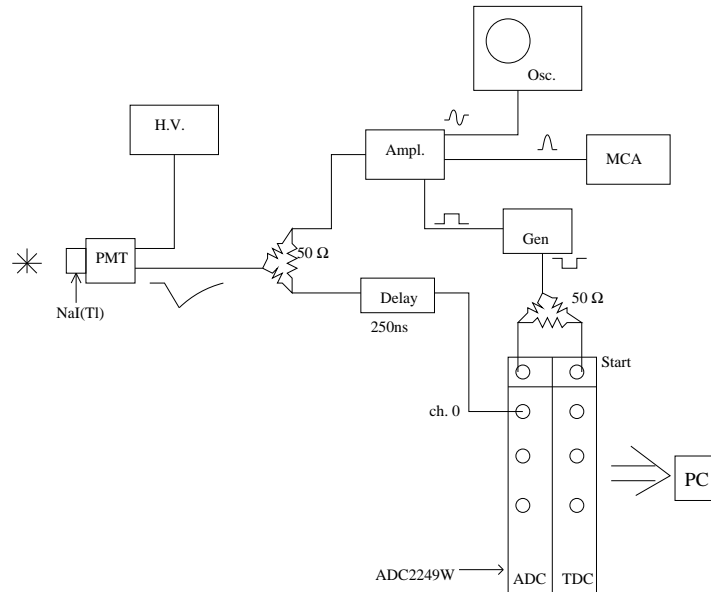 Osc.
H.V.
Ampl.
MCA
Gen
PMT
50 Ω
NaI(Tl)
Delay
250ns
50 Ω
Start
ch. 0
PC
ADC2249W
ADC
TDC